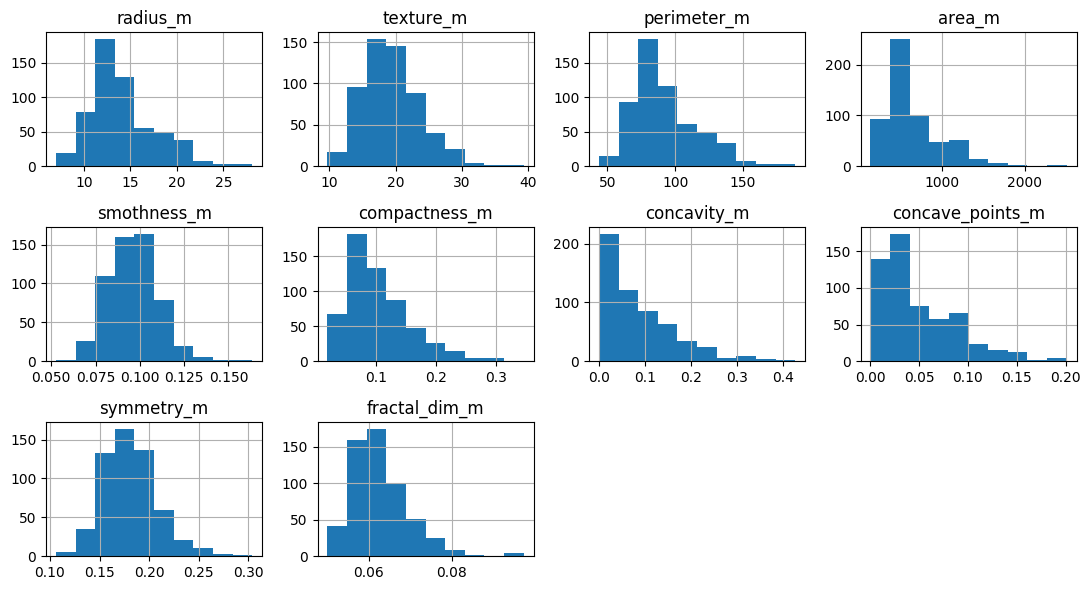 radius_m texture_m perimeter_m area_m
150 150 150 200
100 100 100
50 50 50 100
0 0 0 0
10 15 20 25 10 20 30 40 50 100 150 1000 2000
smothness_m compactness_m concavity_m concave_points_m
150 150 200 150
100 100 100 100
50 50 50
0 0 0 0
0.050 0.075 0.100 0.125 0.150 0.1 0.2 0.3 0.0 0.1 0.2 0.3 0.4 0.00 0.05 0.10 0.15 0.20
symmetry_m fractal_dim_m
150 150
100 100
50 50
0 0
0.10 0.15 0.20 0.25 0.30 0.06 0.08